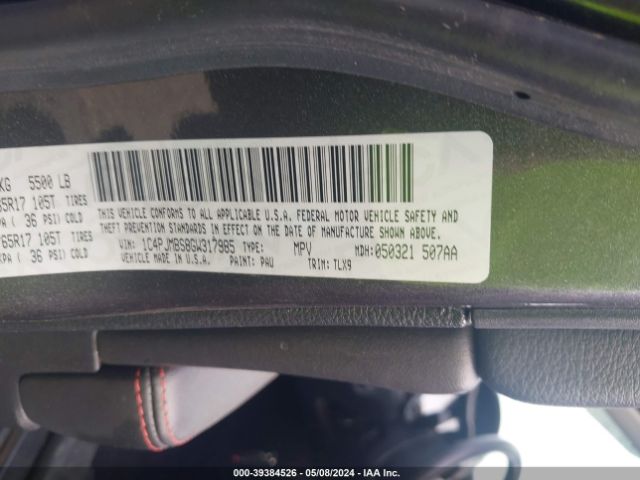 KG 5500 LB
65R17 105T TIRES
KPA ( 36 PSI) COLD
65R17 105T TIRES
KPA ( 36 PSI) COLD
THIS VEHICLE CONFORMS TO ALL APPLICABLE U.S.A. FEDERAL MOTOR VEHICLE SAFETY, BUMPER AND
THEFT PREVENTION STANDARDS IN EFFECT ON THE DATE OF MANUFACTURE SHOWN ABOVE.
VIN: 1C4PJMBS8GW317985 TYPE: MPV MDH: 050321 507AA
VEHICLE MADE IN U.S.A. PAINT: PAU TRIM: TLX9
000-39384526 - 05/08/2024 - IAA Inc.